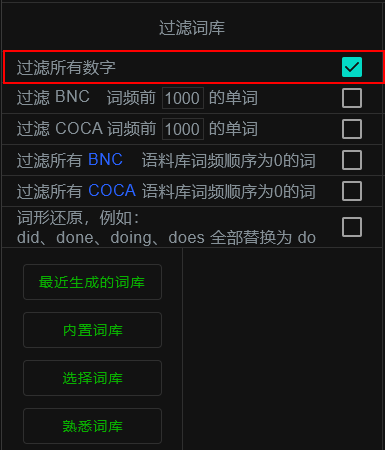 过滤词库
过滤所有数字
过滤 BNC 词频前 1000 的单词
过滤 COCA 词频前 1000 的单词
过滤所有 BNC 语料库词频顺序为0的词
过滤所有 COCA 语料库词频顺序为0的词
词形还原，例如：
did、done、doing、does 全部替换为 do
最近生成的词库
内置词库
选择词库
熟悉词库